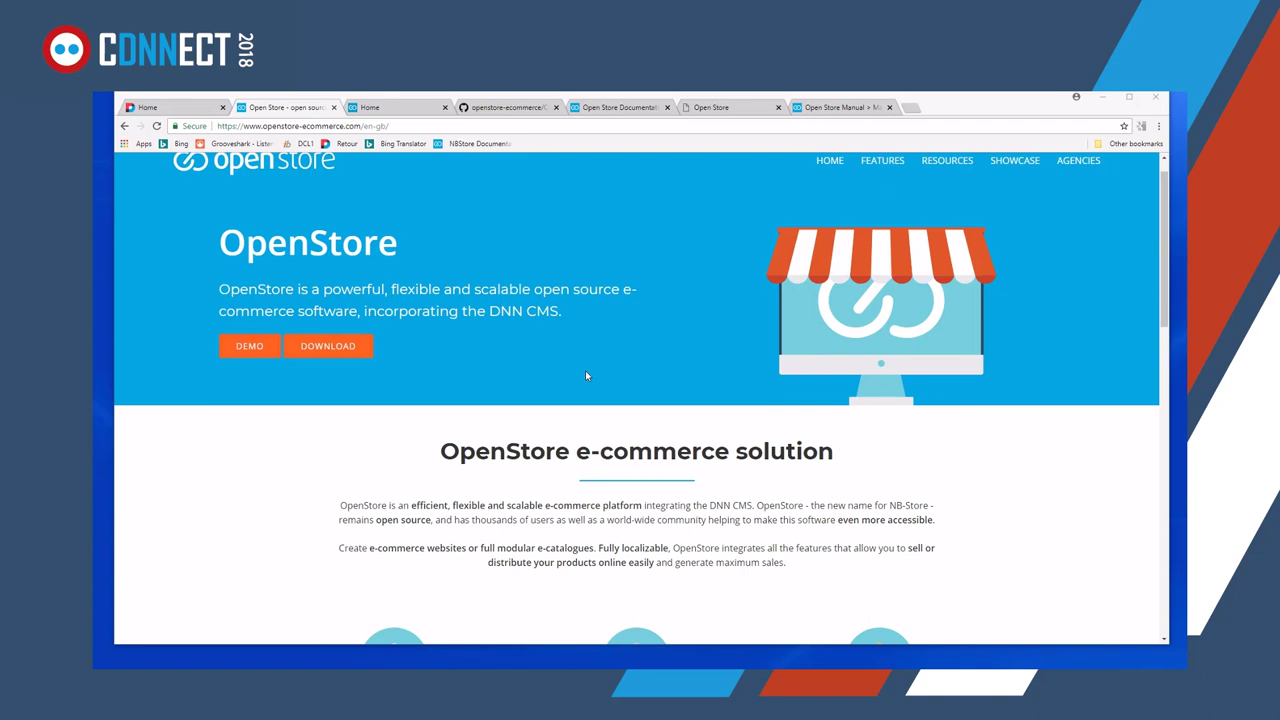 CDNNECT 2018
Home
Open Store - open sourc
Home
openstore-ecommerce/
Open Store Documentati
Open Store
Open Store Manual > M
Secure
https://www.openstore-ecommerce.com/en-gb/
Apps
Bing
Grooveshark - Listen
DCL1
Retour
Bing Translator
NBStore Documenta
Other bookmarks
openstore
HOME
FEATURES
RESOURCES
SHOWCASE
AGENCIES
OpenStore
OpenStore is a powerful, flexible and scalable open source e-
commerce software, incorporating the DNN CMS.
DEMO
DOWNLOAD
OpenStore e-commerce solution
OpenStore is an efficient, flexible and scalable e-commerce platform integrating the DNN CMS. OpenStore - the new name for NB-Store -
remains open source, and has thousands of users as well as a world-wide community helping to make this software even more accessible.
Create e-commerce websites or full modular e-catalogues. Fully localizable, OpenStore integrates all the features that allow you to sell or
distribute your products online easily and generate maximum sales.